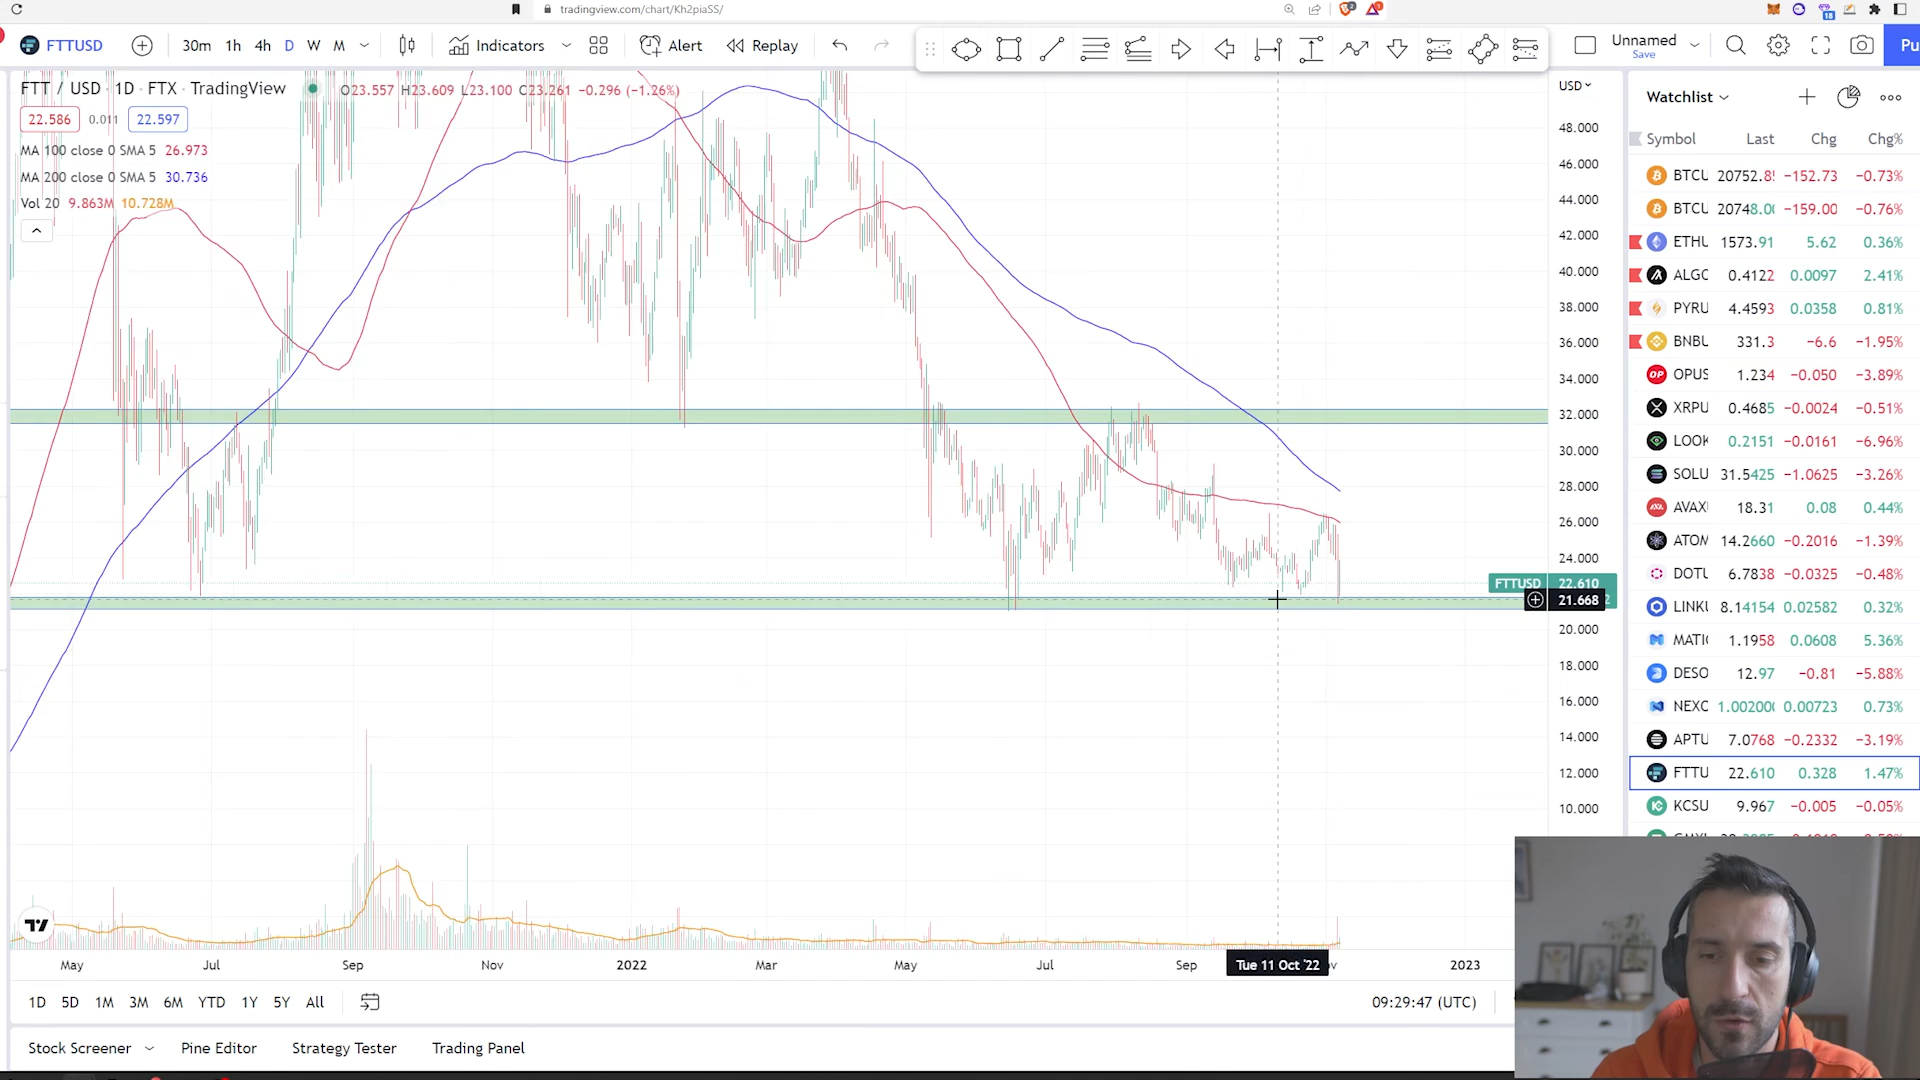 tradingview.com/chart/Kh2piaSS/
18
FTTUSD 30m 1h 4h D W M Indicators Alert Replay Unnamed Save Pu
FTT / USD · 1D · FTX · TradingView O23.557 H23.609 L23.100 C23.261 −0.296 (−1.26%)
22.586 0.011 22.597
MA 100 close 0 SMA 5 26.973
MA 200 close 0 SMA 5 30.736
Vol 20 9.863M 10.728M
USD
48.000
46.000
44.000
42.000
40.000
38.000
36.000
34.000
32.000
30.000
28.000
26.000
24.000
FTTUSD 22.610
21.668
20.000
18.000
16.000
14.000
12.000
10.000
May Jul Sep Nov 2022 Mar May Jul Sep Tue 11 Oct '22 2023
1D 5D 1M 3M 6M YTD 1Y 5Y All 09:29:47 (UTC)
Stock Screener Pine Editor Strategy Tester Trading Panel
Watchlist
Symbol Last Chg Chg%
BTCU 20752.8 −152.73 −0.73%
BTCU 20748.0 −159.00 −0.76%
ETHU 1573.91 5.62 0.36%
ALGO 0.4122 0.0097 2.41%
PYRU 4.4593 0.0358 0.81%
BNBU 331.3 −6.6 −1.95%
OPUS 1.234 −0.050 −3.89%
XRPU 0.4685 −0.0024 −0.51%
LOOK 0.2151 −0.0161 −6.96%
SOLU 31.5425 −1.0625 −3.26%
AVAX 18.31 0.08 0.44%
ATOM 14.2660 −0.2016 −1.39%
DOTU 6.7838 −0.0325 −0.48%
LINKU 8.14154 0.02582 0.32%
MATIC 1.1958 0.0608 5.36%
DESO 12.97 −0.81 −5.88%
NEXO 1.00200 0.00723 0.73%
APTU 7.0768 −0.2332 −3.19%
FTTU 22.610 0.328 1.47%
KCSU 9.967 −0.005 −0.05%